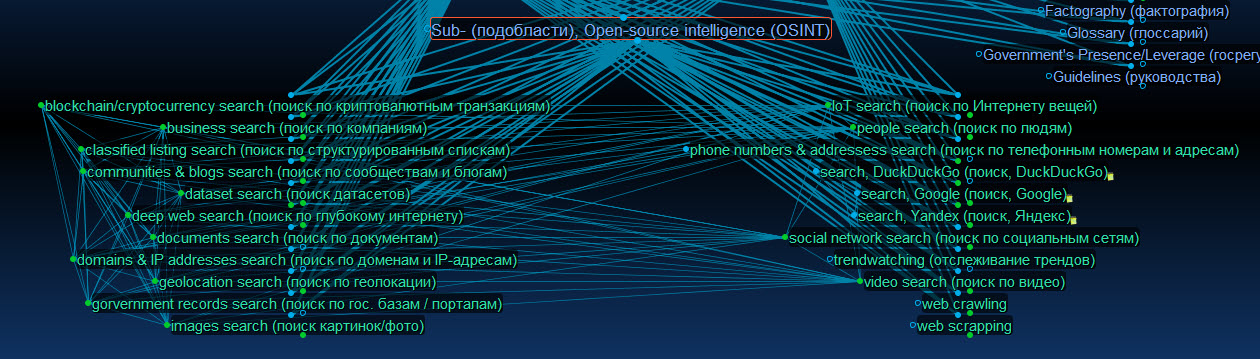 Sub- (подобласти), Open-source intelligence (OSINT)
Factography (фактография)
Glossary (глоссарий)
Government's Presence/Leverage (госрегу
Guidelines (руководства)
blockchain/cryptocurrency search (поиск по криптовалютным транзакциям)
business search (поиск по компаниям)
classified listing search (поиск по структурированным спискам)
communities & blogs search (поиск по сообществам и блогам)
dataset search (поиск датасетов)
deep web search (поиск по глубокому интернету)
documents search (поиск по документам)
domains & IP addresses search (поиск по доменам и IP-адресам)
geolocation search (поиск по геолокации)
gorvernment records search (поиск по гос. базам / порталам)
images search (поиск картинок/фото)
IoT search (поиск по Интернету вещей)
people search (поиск по людям)
phone numbers & addressess search (поиск по телефонным номерам и адресам)
search, DuckDuckGo (поиск, DuckDuckGo)
search, Google (поиск, Google)
search, Yandex (поиск, Яндекс)
social network search (поиск по социальным сетям)
trendwatching (отслеживание трендов)
video search (поиск по видео)
web crawling
web scrapping